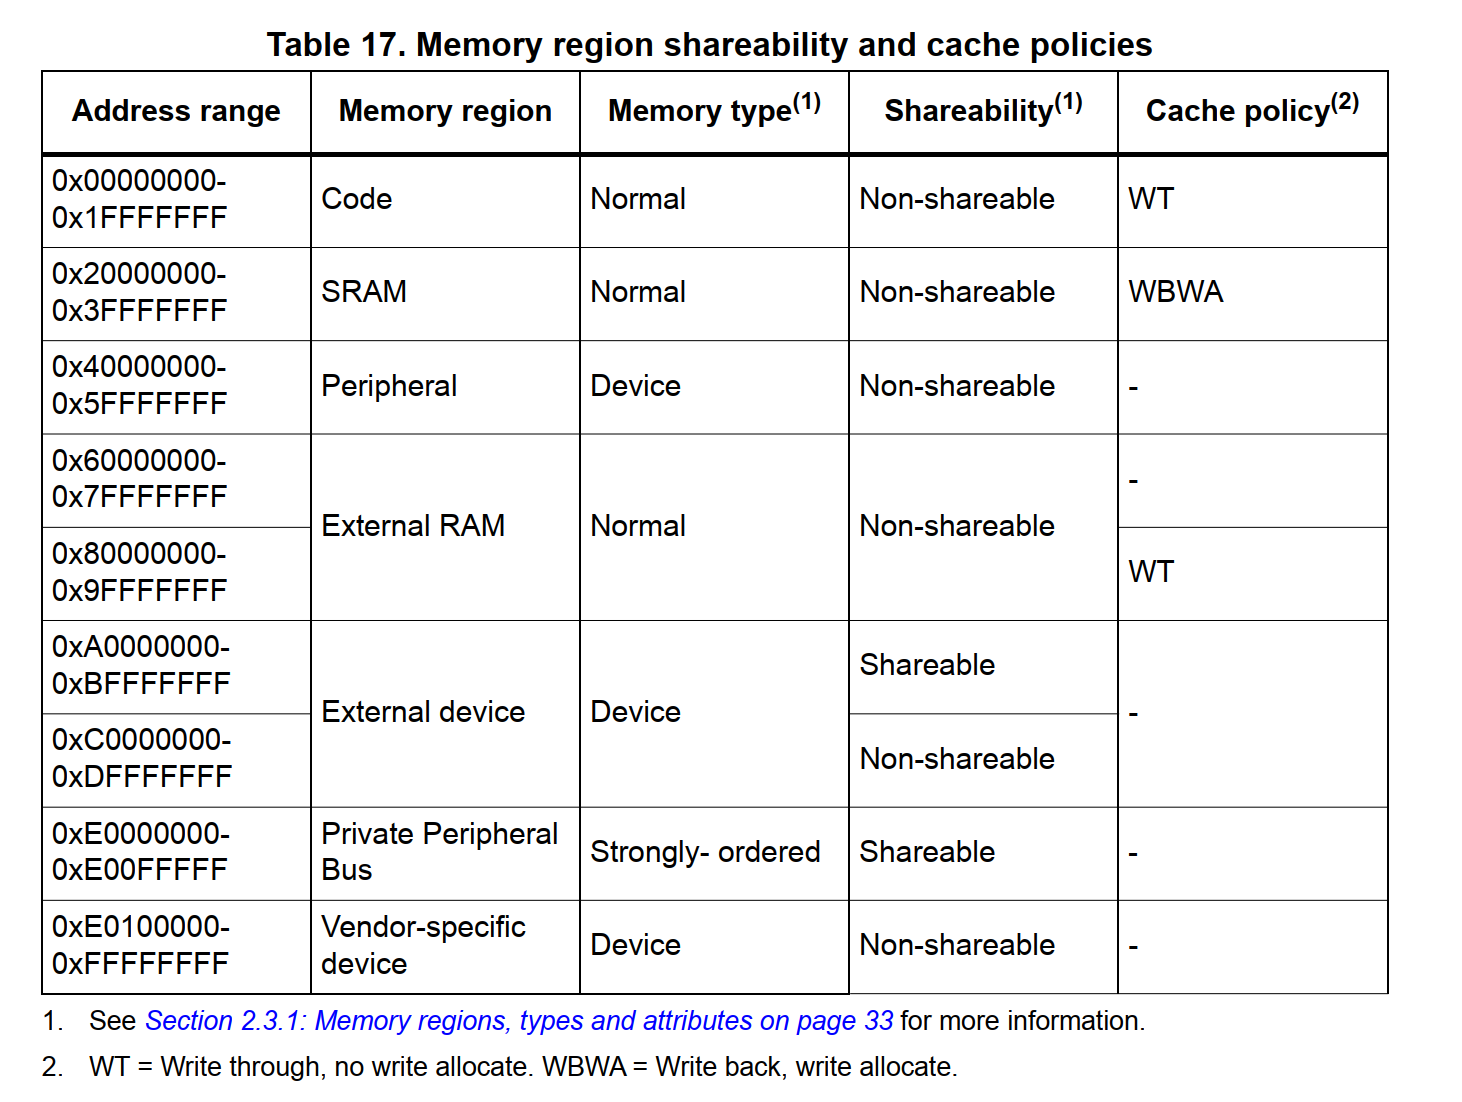 Table 17. Memory region shareability and cache policies
Address range Memory region Memory type(1) Shareability(1) Cache policy(2)
0x00000000-
0x1FFFFFFF
Code Normal Non-shareable WT
0x20000000-
0x3FFFFFFF
SRAM Normal Non-shareable WBWA
0x40000000-
0x5FFFFFFF
Peripheral Device Non-shareable -
0x60000000-
0x7FFFFFFF
-
External RAM Normal Non-shareable
0x80000000-
0x9FFFFFFF
WT
0xA0000000-
0xBFFFFFFF
Shareable
External device Device -
0xC0000000-
0xDFFFFFFF
Non-shareable
0xE0000000-
0xE00FFFFF
Private Peripheral
Bus
Strongly- ordered Shareable -
0xE0100000-
0xFFFFFFFF
Vendor-specific
device
Device Non-shareable -
1. See Section 2.3.1: Memory regions, types and attributes on page 33 for more information.
2. WT = Write through, no write allocate. WBWA = Write back, write allocate.